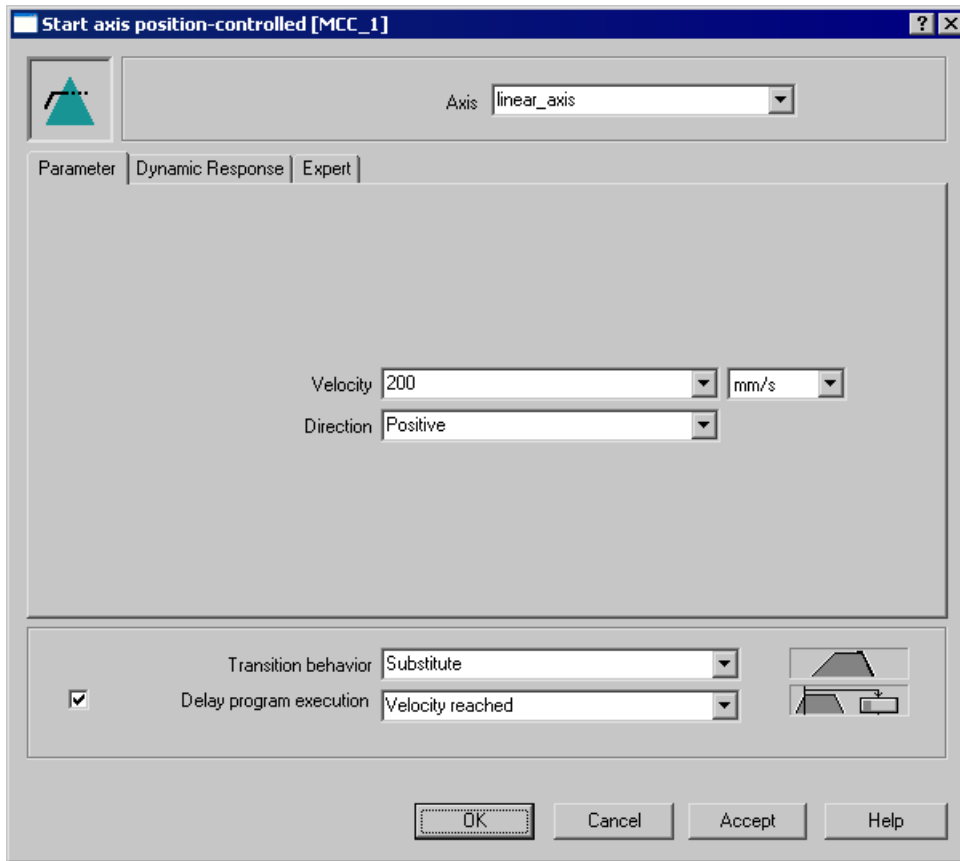 Start axis position-controlled [MCC_1]
Axis linear_axis
Parameter Dynamic Response Expert
Velocity 200 mm/s
Direction Positive
Transition behavior Substitute
Delay program execution Velocity reached
OK Cancel Accept Help